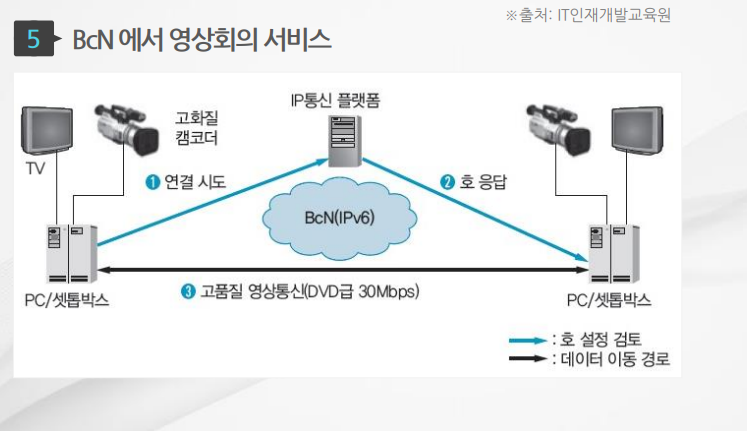 ※출처: IT인재개발교육원
5 BcN 에서 영상회의 서비스
IP통신 플랫폼
고화질
캠코더
TV
❶ 연결 시도
❷ 호 응답
BcN(IPv6)
❸ 고품질 영상통신(DVD급 30Mbps)
PC/셋톱박스
PC/셋톱박스
: 호 설정 검토
: 데이터 이동 경로